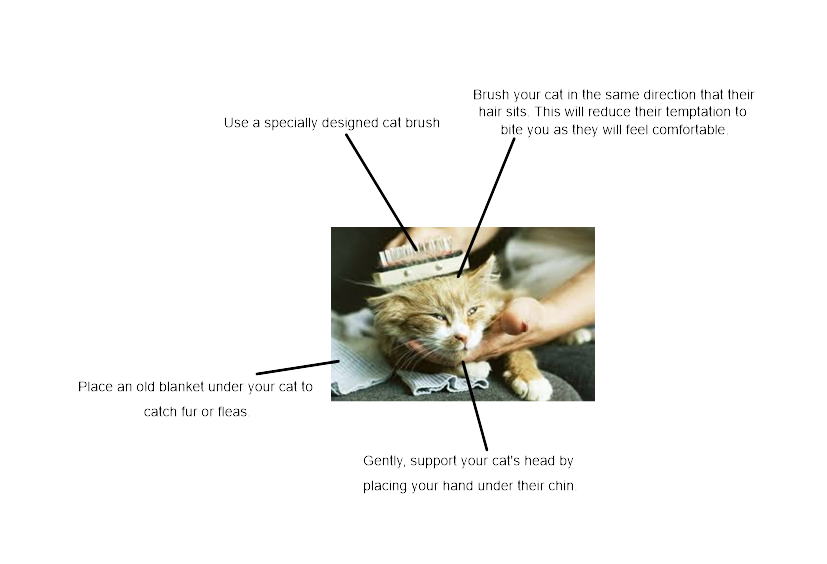 Brush your cat in the same direction that their
hair sits. This will reduce their temptation to
bite you as they will feel comfortable.
Use a specially designed cat brush
Place an old blanket under your cat to
catch fur or fleas.
Gently, support your cat's head by
placing your hand under their chin.